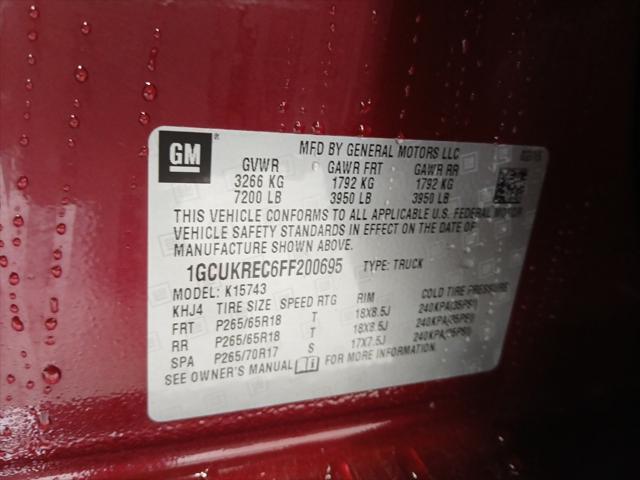 GM
MFD BY GENERAL MOTORS LLC
GVWR GAWR FRT GAWR RR
3266 KG 1792 KG 1792 KG
7200 LB 3950 LB 3950 LB
THIS VEHICLE CONFORMS TO ALL APPLICABLE U.S. FEDERAL MOTOR
VEHICLE SAFETY STANDARDS IN EFFECT ON THE DATE OF
MANUFACTURE SHOWN ABOVE.
1GCUKREC6FF200695 TYPE: TRUCK
MODEL: K15743
KHJ4 TIRE SIZE SPEED RTG RIM COLD TIRE PRESSURE
FRT P265/65R18 T 18X8.5J 240KPA(35PSI)
RR P265/65R18 T 18X8.5J 240KPA(35PSI)
SPA P265/70R17 S 17X7.5J 240KPA(35PSI)
SEE OWNER'S MANUAL FOR MORE INFORMATION.